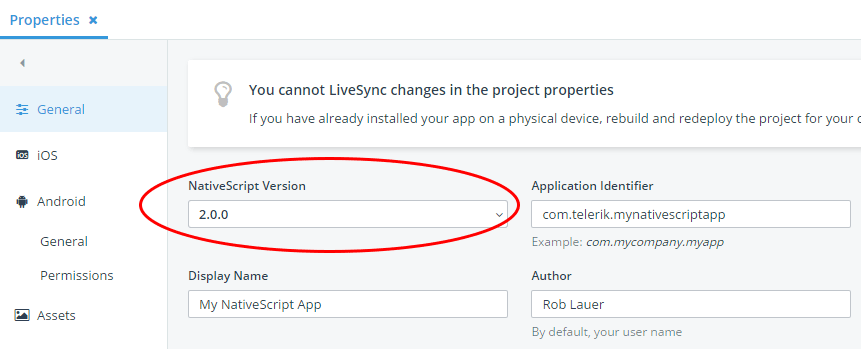 Properties ×
You cannot LiveSync changes in the project properties
If you have already installed your app on a physical device, rebuild and redeploy the project for your
General
iOS
Android
General
Permissions
Assets
NativeScript Version
2.0.0
Application Identifier
com.telerik.mynativescriptapp
Example: com.mycompany.myapp
Display Name
My NativeScript App
Author
Rob Lauer
By default, your user name